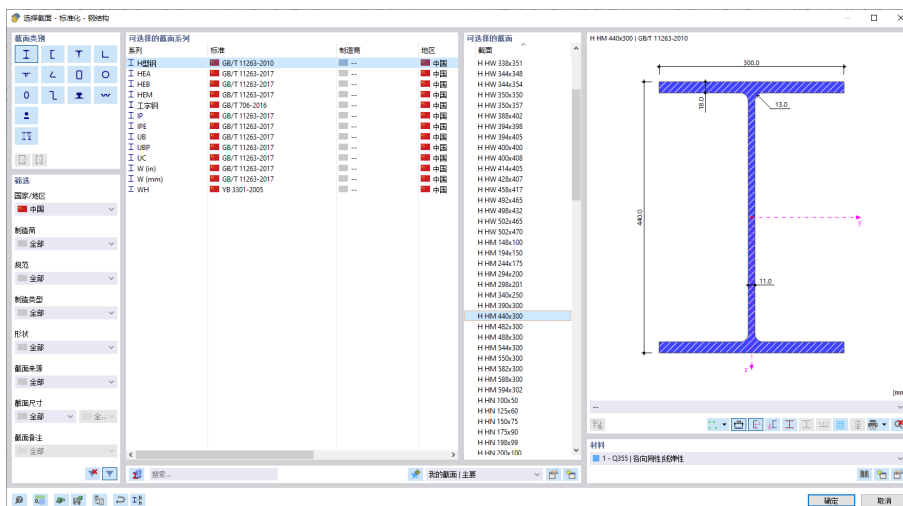 选择截面 - 标准化 - 钢结构
截面类别
筛选
国家/地区
中国
制造商
全部
规范
全部
制造类型
全部
形状
全部
截面来源
全部
截面尺寸
全部
全...
截面备注
全部
可选择的截面系列
系列 标准 制造商 地区
H型钢 GB/T 11263-2010 -- 中国
HEA GB/T 11263-2017 -- 中国
HEB GB/T 11263-2017 -- 中国
HEM GB/T 11263-2017 -- 中国
工字钢 GB/T 706-2016 -- 中国
IP GB/T 11263-2017 -- 中国
IPE GB/T 11263-2017 -- 中国
UB GB/T 11263-2017 -- 中国
UBP GB/T 11263-2017 -- 中国
UC GB/T 11263-2017 -- 中国
W (in) GB/T 11263-2017 -- 中国
W (mm) GB/T 11263-2017 -- 中国
WH YB 3301-2005 -- 中国
搜索...
我的截面 | 主要
可选择的截面
截面
H HW 338x351
H HW 344x348
H HW 344x354
H HW 350x350
H HW 350x357
H HW 388x402
H HW 394x398
H HW 394x405
H HW 400x400
H HW 400x408
H HW 414x405
H HW 428x407
H HW 458x417
H HW 492x465
H HW 498x432
H HW 502x465
H HW 502x470
H HM 148x100
H HM 194x150
H HM 244x175
H HM 294x200
H HM 298x201
H HM 340x250
H HM 390x300
H HM 440x300
H HM 482x300
H HM 488x300
H HM 544x300
H HM 550x300
H HM 582x300
H HM 588x300
H HM 594x302
H HN 100x50
H HN 125x60
H HN 150x75
H HN 175x90
H HN 198x99
H HN 200x100
H HM 440x300 | GB/T 11263-2010
300.0
18.0
13.0
440.0
y
11.0
z
[mm
--
材料
1 - Q355 | 各向同性 | 线弹性
确定
取消